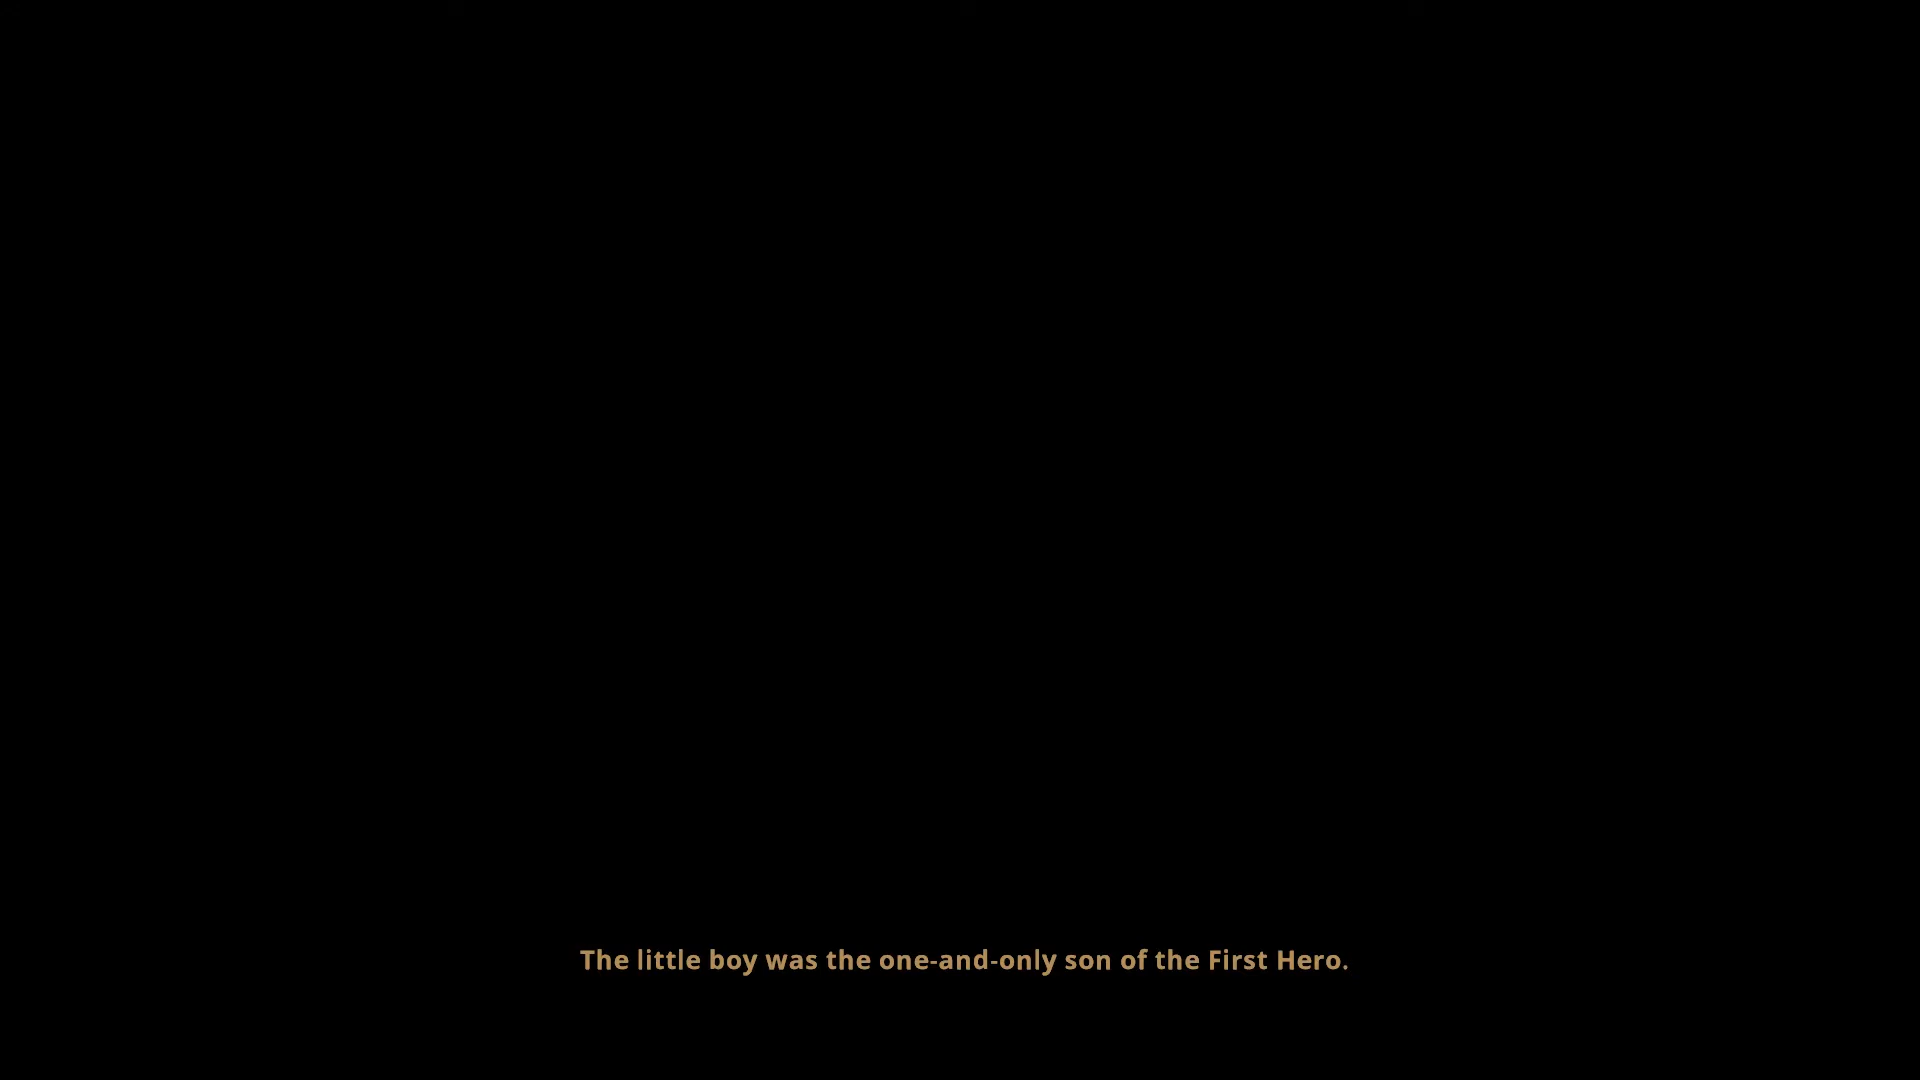 The little boy was the one-and-only son of the First Hero.